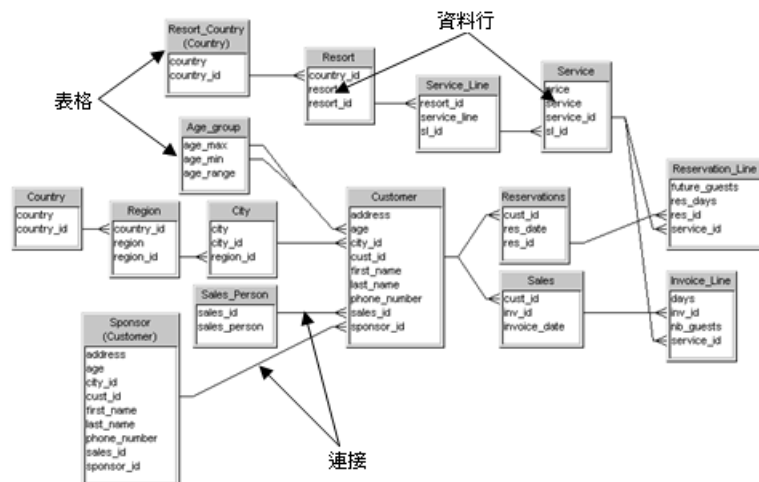 資料行
Resort_Country
(Country)
country
country_id
Resort
country_id
resort
resort_id
Service_Line
resort_id
service_line
sl_id
Service
price
service
service_id
sl_id
表格
Age_group
age_max
age_min
age_range
Reservation_Line
future_guests
res_days
res_id
service_id
Country
country
country_id
Region
country_id
region
region_id
City
city
city_id
region_id
Customer
address
age
city_id
cust_id
first_name
last_name
phone_number
sales_id
sponsor_id
Reservations
cust_id
res_date
res_id
Sales
cust_id
inv_id
invoice_date
Invoice_Line
days
inv_id
nb_guests
service_id
Sales_Person
sales_id
sales_person
Sponsor
(Customer)
address
age
city_id
cust_id
first_name
last_name
phone_number
sales_id
sponsor_id
連接